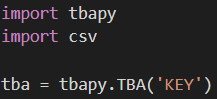 import tbapy
import csv
tba = tbapy.TBA('KEY')